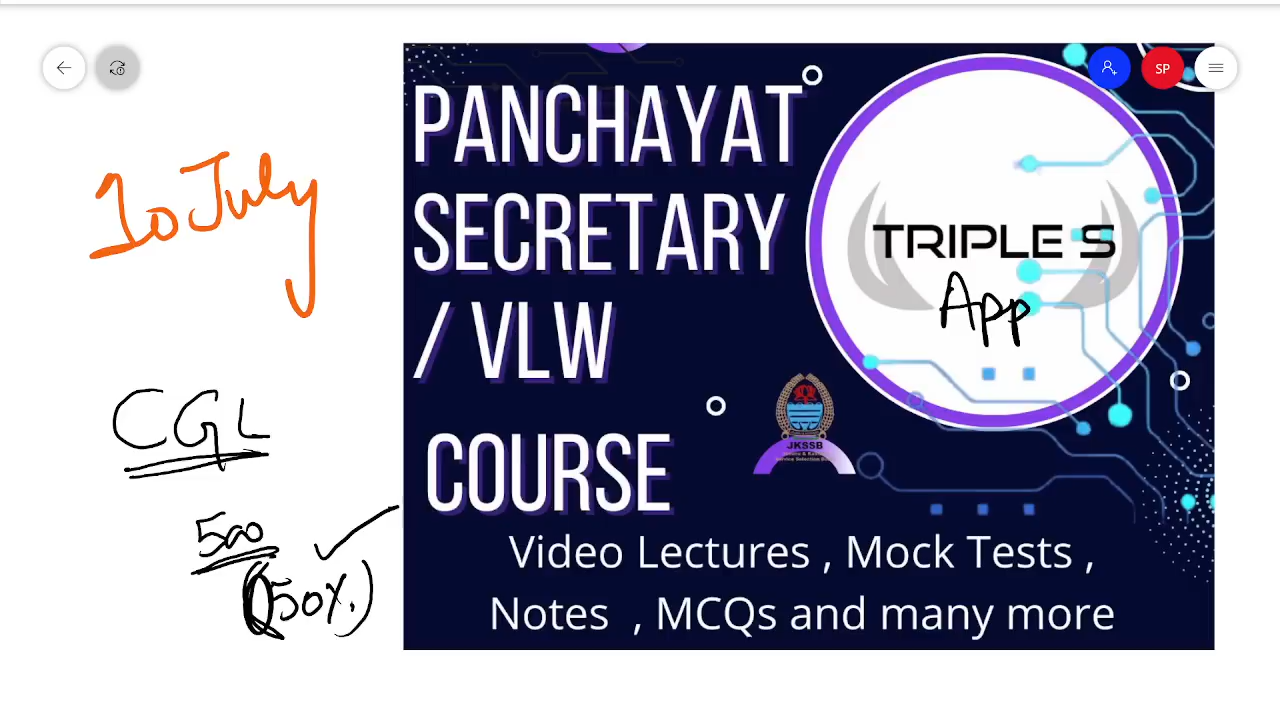 SP
PANCHAYAT
SECRETARY
/ VLW
COURSE
TRIPLE S
App
JKSSB
Video Lectures , Mock Tests ,
Notes , MCQs and many more
10 July
CGL
500
(50%)